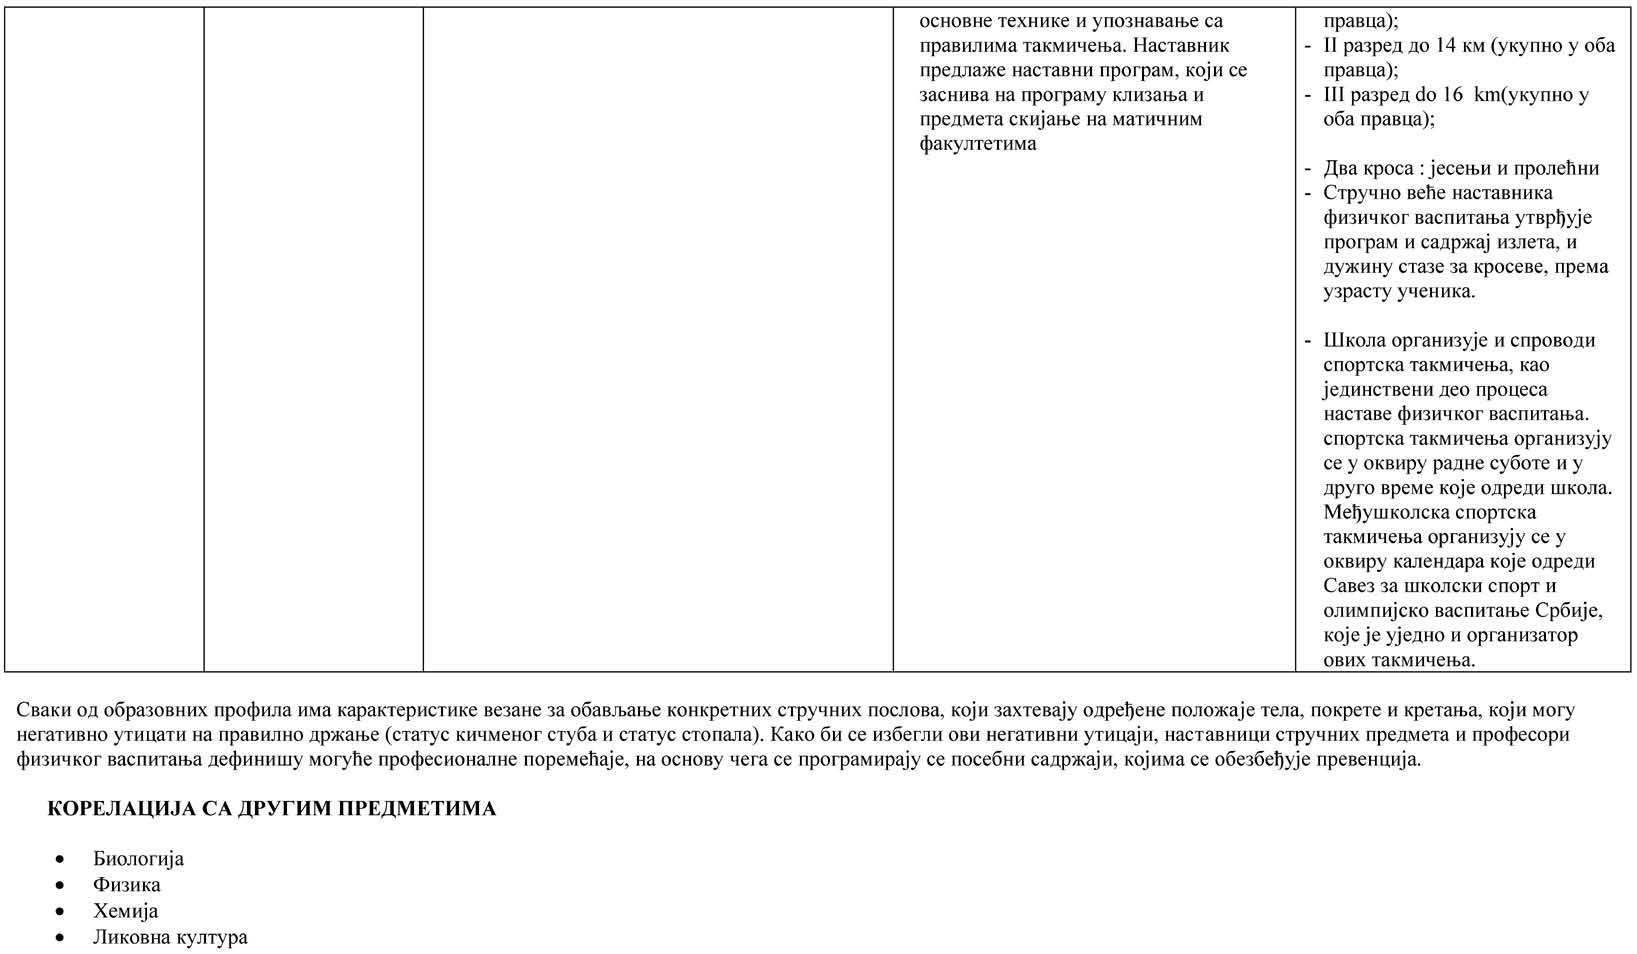 основне технике и упознавање са
правилима такмичења. Наставник
предлаже наставни програм, који се
заснива на програму клизања и
предмета скијање на матичним
факултетима
правца);
- II разред до 14 км (укупно у оба
правца);
- III разред do 16  km(укупно у
оба правца);
- Два кроса : јесењи и пролећни
- Стручно веће наставника
физичког васпитања утврђује
програм и садржај излета, и
дужину стазе за кросеве, према
узрасту ученика.
- Школа организује и спроводи
спортска такмичења, као
јединствени део процеса
наставе физичког васпитања.
спортска такмичења организују
се у оквиру радне суботе и у
друго време које одреди школа.
Међушколска спортска
такмичења организују се у
оквиру календара које одреди
Савез за школски спорт и
олимпијско васпитање Србије,
које је уједно и организатор
ових такмичења.
Сваки од образовних профила има карактеристике везане за обављање конкретних стручних послова, који захтевају одређене положаје тела, покрете и кретања, који могу
негативно утицати на правилно држање (статус кичменог стуба и статус стопала). Како би се избегли ови негативни утицаји, наставници стручних предмета и професори
физичког васпитања дефинишу могуће професионалне поремећаје, на основу чега се програмирају се посебни садржаји, којима се обезбеђује превенција.
КОРЕЛАЦИЈА СА ДРУГИМ ПРЕДМЕТИМА
• Биологија
• Физика
• Хемија
• Ликовна култура